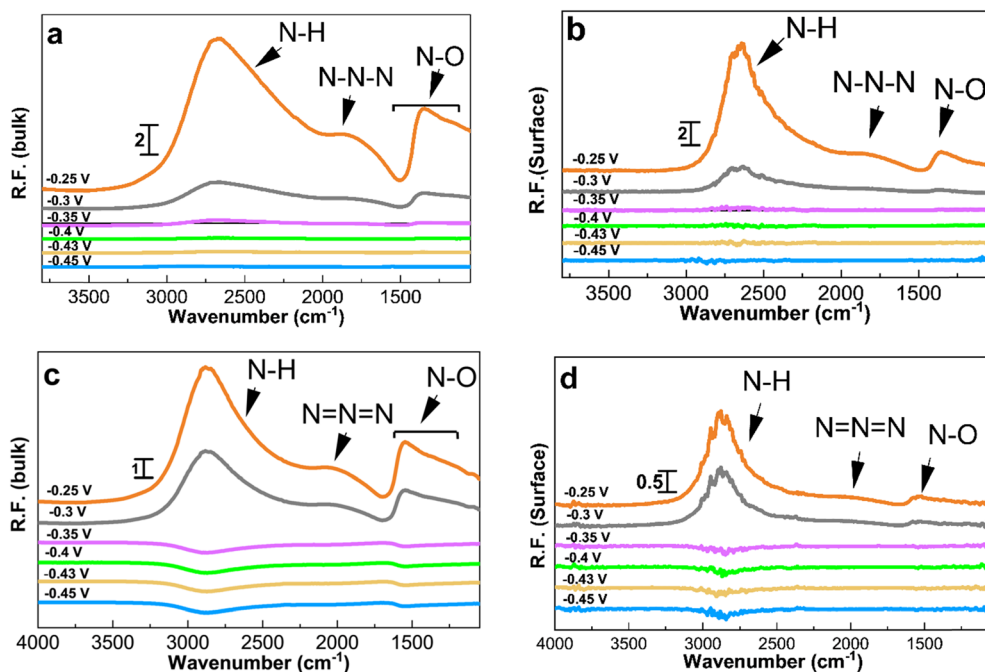 a
N-H
N-N-N
N-O
2
-0.25 V
-0.3 V
-0.35 V
-0.4 V
-0.43 V
-0.45 V
R.F. (bulk)
3500 3000 2500 2000 1500
Wavenumber (cm-1)
b
N-H
N-N-N
N-O
2
-0.25 V
-0.3 V
-0.35 V
-0.4 V
-0.43 V
-0.45 V
R.F.(Surface)
3500 3000 2500 2000 1500
Wavenumber (cm-1)
c
N-H
N=N=N
N-O
1
-0.25 V
-0.3 V
-0.35 V
-0.4 V
-0.43 V
-0.45 V
R.F. (bulk)
4000 3500 3000 2500 2000 1500
Wavenumber (cm-1)
d
N-H
N=N=N
N-O
0.5
-0.25 V
-0.3 V
-0.35 V
-0.4 V
-0.43 V
-0.45 V
R.F. (Surface)
4000 3500 3000 2500 2000 1500
Wavenumber (cm-1)